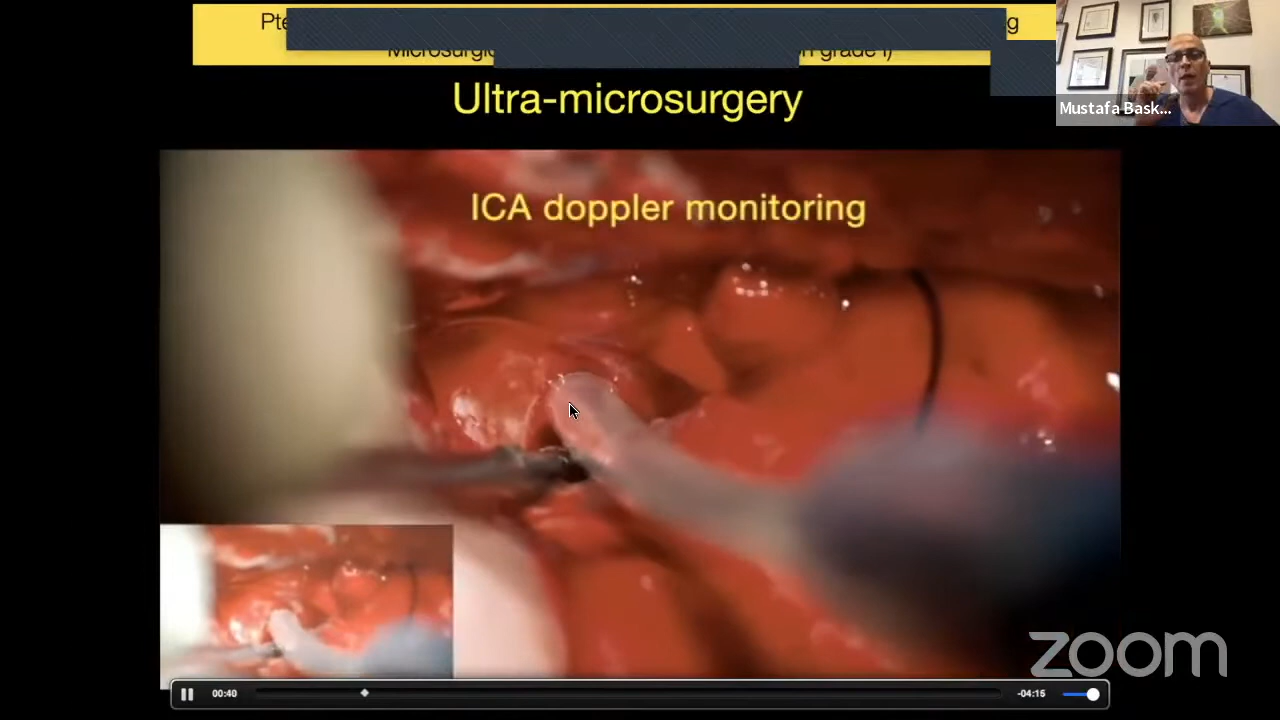 Mustafa Bask...
Ultra-microsurgery
ICA doppler monitoring
zoom
00:40
-04:15